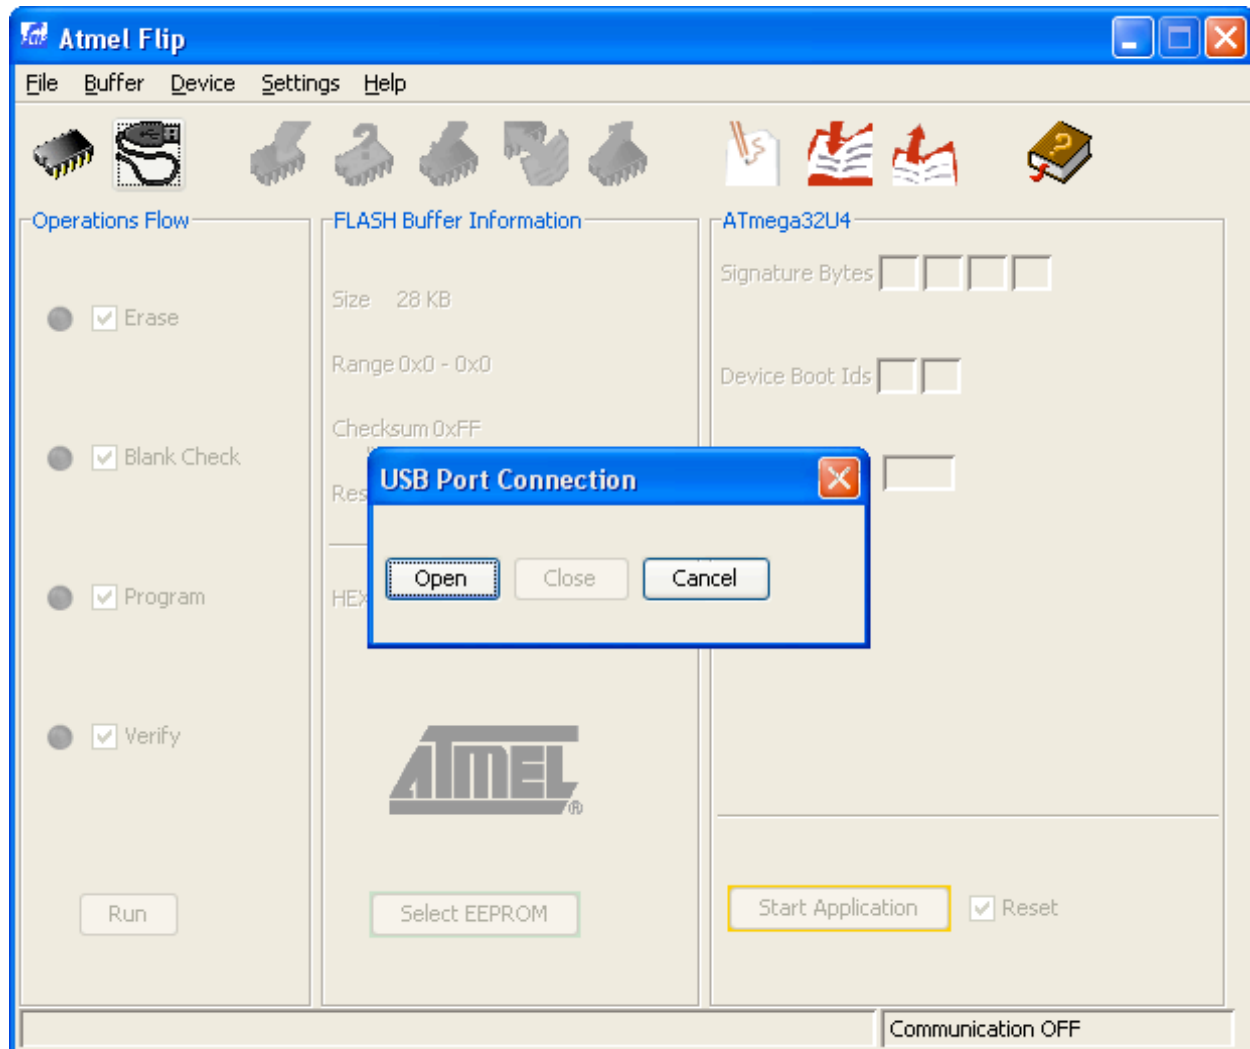 Atmel Flip
File Buffer Device Settings Help
Operations Flow
Erase
Blank Check
Program
Verify
Run
FLASH Buffer Information
Size 28 KB
Range 0x0 - 0x0
Checksum 0xFF
Res
HEX
ATMEL
Select EEPROM
ATmega32U4
Signature Bytes
Device Boot Ids
Start Application Reset
USB Port Connection
Open Close Cancel
Communication OFF